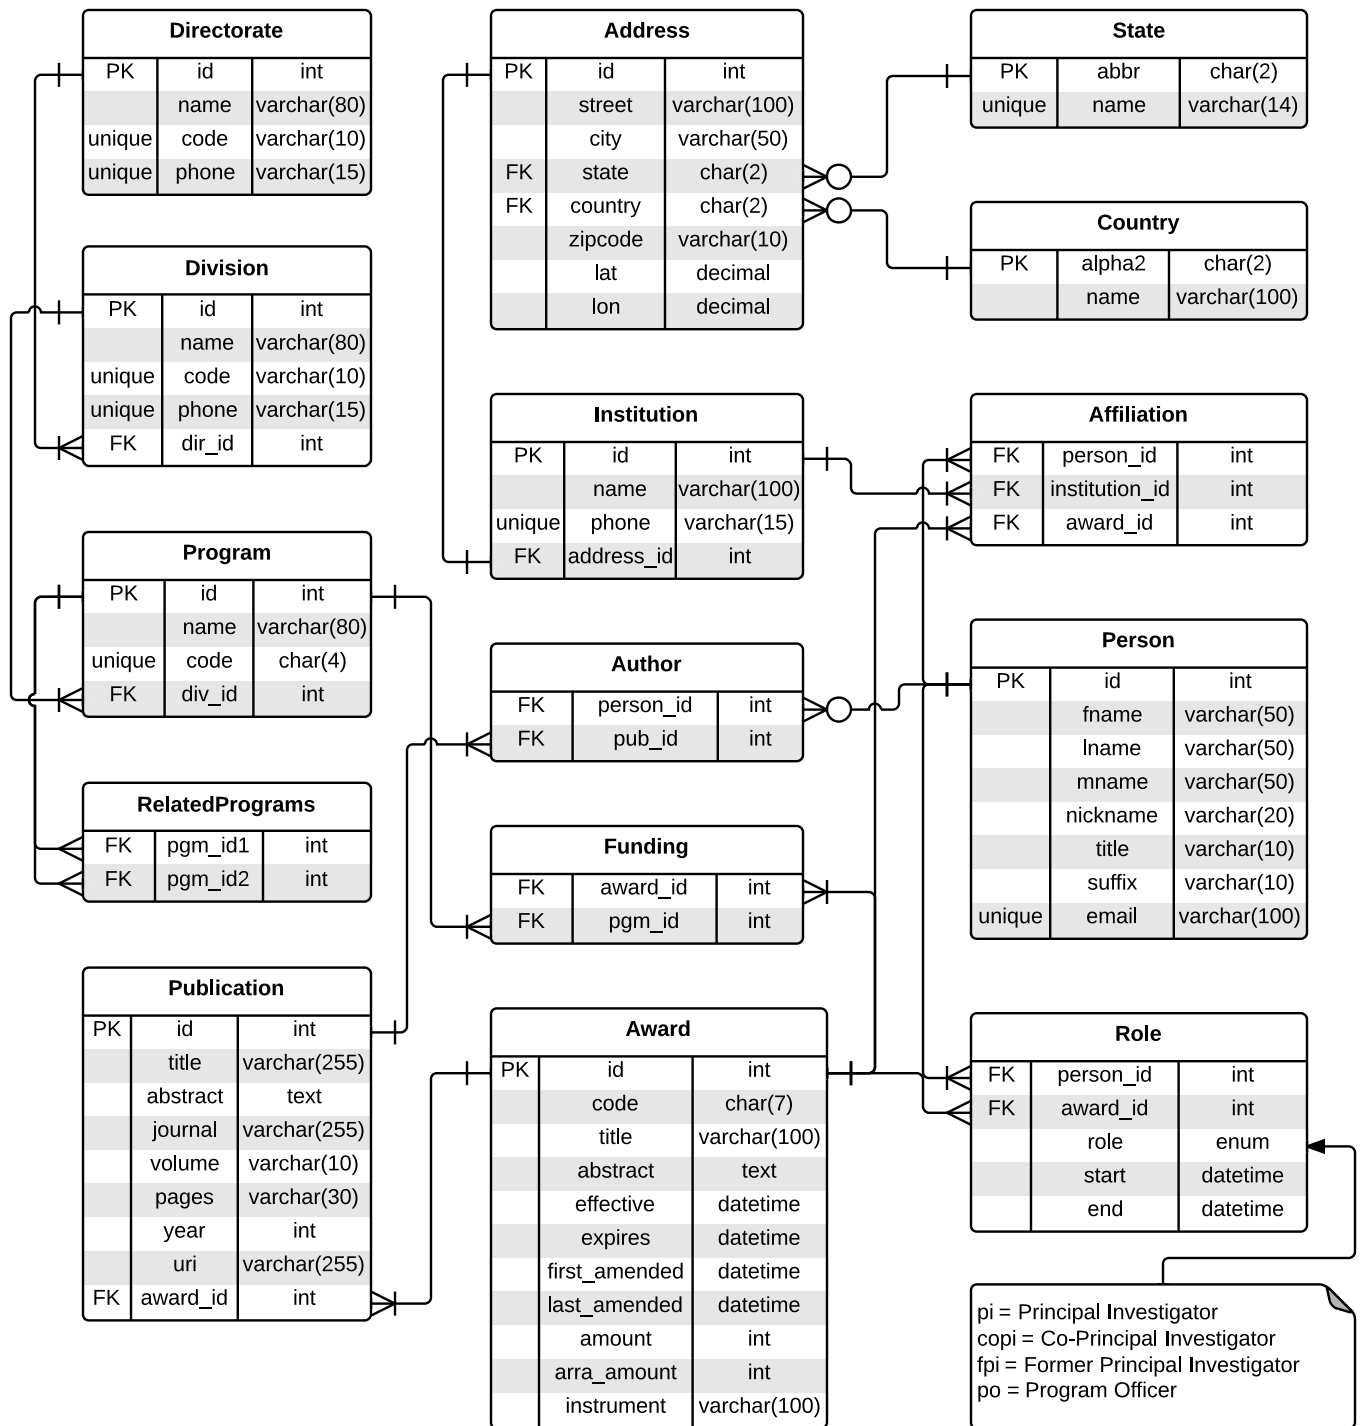 Directorate
PK id int
name varchar(80)
unique code varchar(10)
unique phone varchar(15)
Division
PK id int
name varchar(80)
unique code varchar(10)
unique phone varchar(15)
FK dir_id int
Program
PK id int
name varchar(80)
unique code char(4)
FK div_id int
RelatedPrograms
FK pgm_id1 int
FK pgm_id2 int
Publication
PK id int
title varchar(255)
abstract text
journal varchar(255)
volume varchar(10)
pages varchar(30)
year int
uri varchar(255)
FK award_id int
Address
PK id int
street varchar(100)
city varchar(50)
FK state char(2)
FK country char(2)
zipcode varchar(10)
lat decimal
lon decimal
Institution
PK id int
name varchar(100)
unique phone varchar(15)
FK address_id int
Author
FK person_id int
FK pub_id int
Funding
FK award_id int
FK pgm_id int
Award
PK id int
code char(7)
title varchar(100)
abstract text
effective datetime
expires datetime
first_amended datetime
last_amended datetime
amount int
arra_amount int
instrument varchar(100)
State
PK abbr char(2)
unique name varchar(14)
Country
PK alpha2 char(2)
name varchar(100)
Affiliation
FK person_id int
FK institution_id int
FK award_id int
Person
PK id int
fname varchar(50)
lname varchar(50)
mname varchar(50)
nickname varchar(20)
title varchar(10)
suffix varchar(10)
unique email varchar(100)
Role
FK person_id int
FK award_id int
role enum
start datetime
end datetime
pi = Principal Investigator
copi = Co-Principal Investigator
fpi = Former Principal Investigator
po = Program Officer